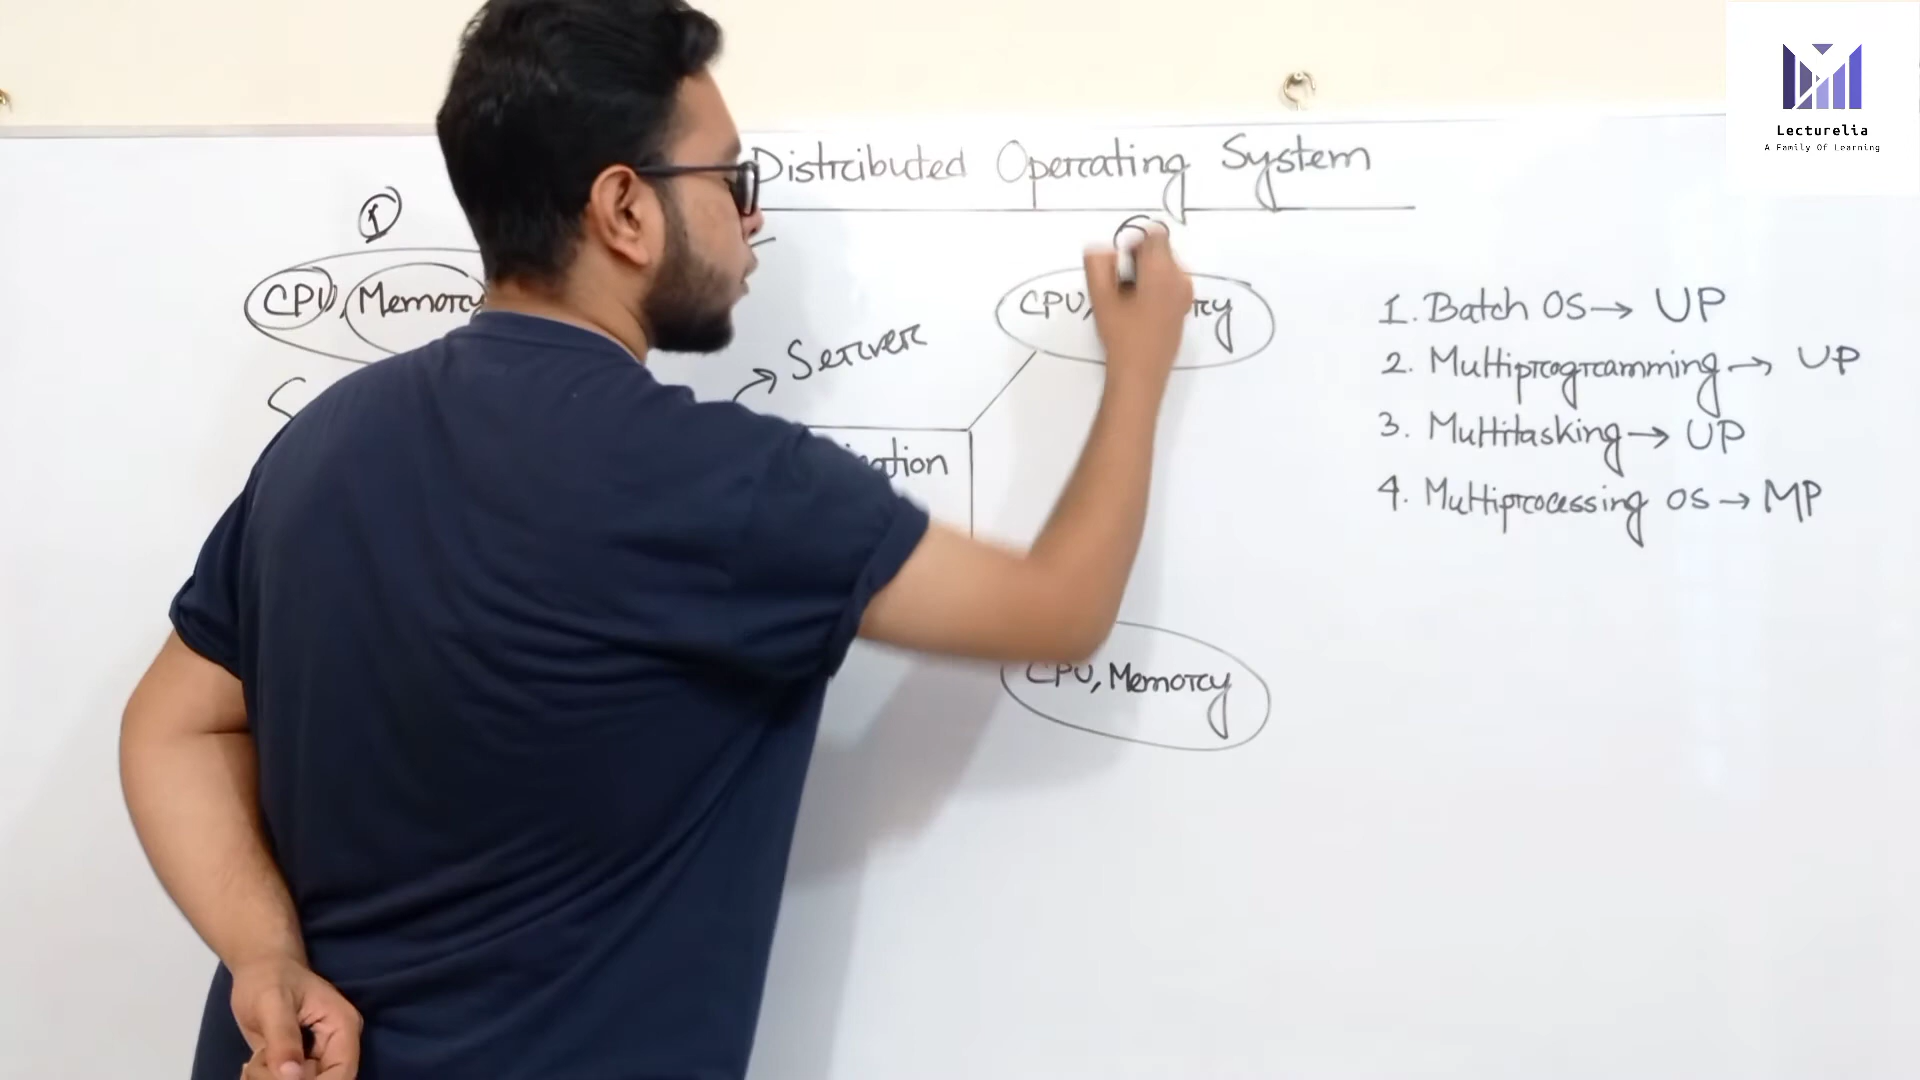 Lecturelia
A Family Of Learning
Distributed Operating System
1
CPU, Memory
Server
CPU,
1. Batch OS → UP
2. Multiprogramming → UP
3. Multitasking → UP
4. Multiprocessing OS → MP
CPU, Memory